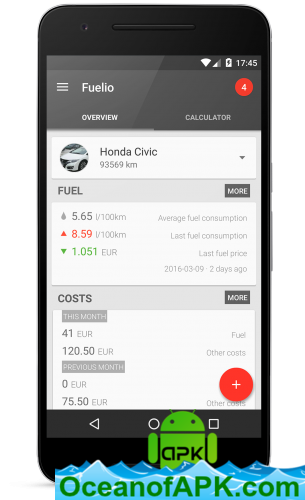 17:45
Fuelio
4
OVERVIEW CALCULATOR
Honda Civic
93569 km
FUEL MORE
5.65 l/100km Average fuel consumption
8.59 l/100km Last fuel consumption
1.051 EUR Last fuel price
2016-03-09 · 2 days ago
COSTS MORE
THIS MONTH
41 EUR Fuel
120.50 EUR Other costs
PREVIOUS MONTH
0 EUR
75.50 EUR Other costs
+
APK
OceanofAPK.com